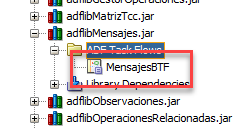 adflibGestorOperaciones.jar
adflibMatrizTcc.jar
adflibMensajes.jar
ADF Task Flows
MensajesBTF
Library Dependencies
adflibObservaciones.jar
adflibOperacionesRelacionadas.jar